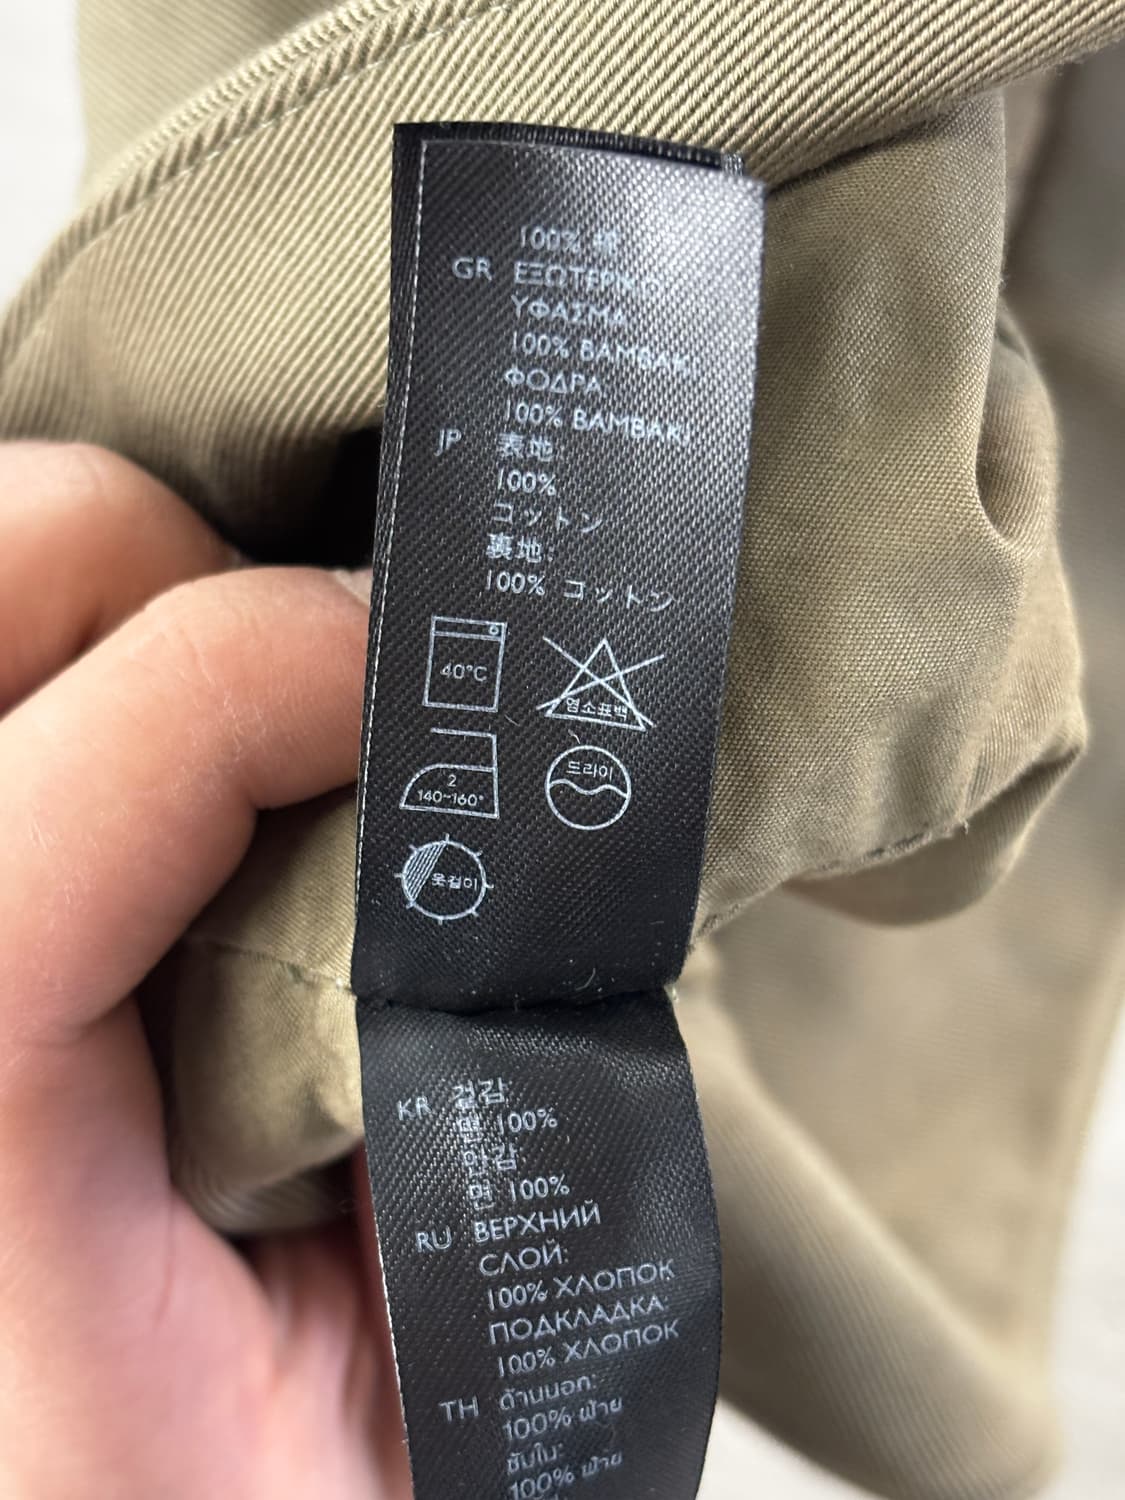 100% 棉
GR ΕΞΩΤΕΡΙΚΟ
ΥΦΑΣΜΑ
100% ΒΑΜΒΑΚΙ
ΦΟΔΡΑ
100% ΒΑΜΒΑΚΙ
JP 表地
100%
コットン
裏地:
100% コットン
6
40°C
염소표백
2
140~160°
드라이
옷걸이
KR 겉감
면 100%
안감
면 100%
RU ВЕРХНИЙ
СЛОЙ:
100% ХЛОПОК
ПОДКЛАДКА:
100% ХЛОПОК
TH ด้านนอก:
100% ฝ้าย
ซับใน:
100% ฝ้าย